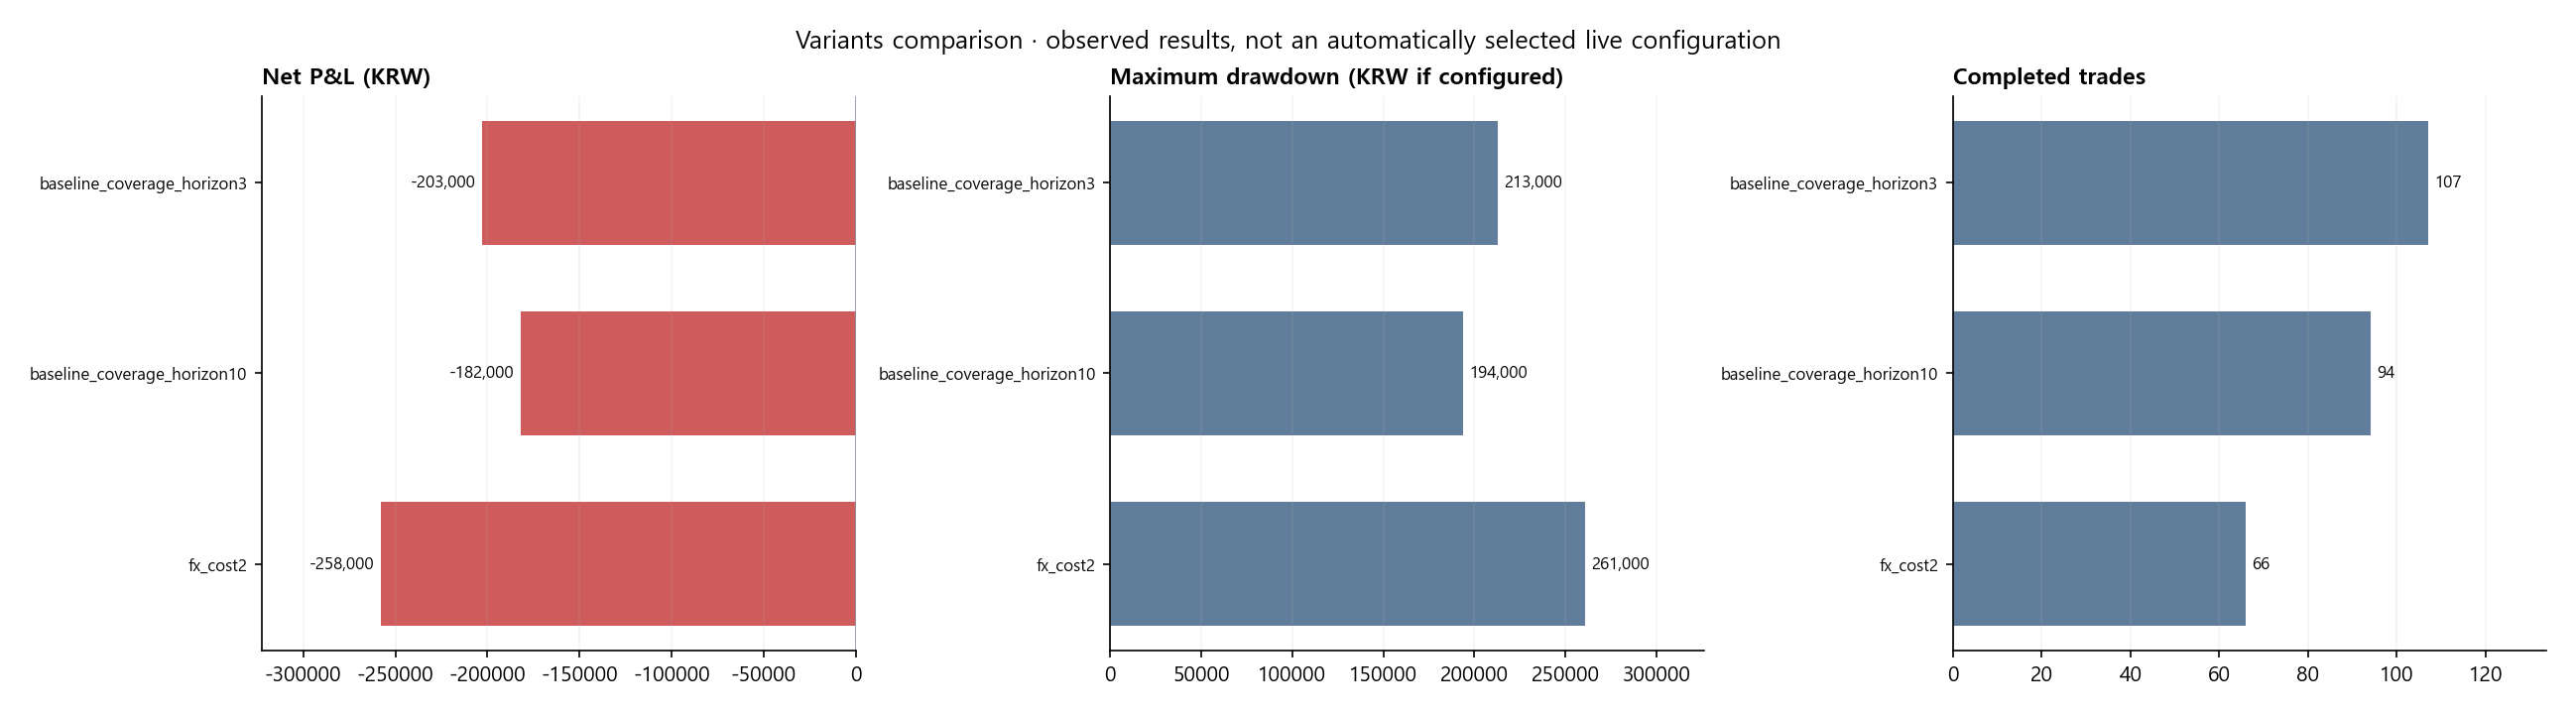 Variants comparison · observed results, not an automatically selected live configuration
Net P&L (KRW)
baseline_coverage_horizon3
-203,000
baseline_coverage_horizon10
-182,000
fx_cost2
-258,000
-300000 -250000 -200000 -150000 -100000 -50000 0
Maximum drawdown (KRW if configured)
baseline_coverage_horizon3
213,000
baseline_coverage_horizon10
194,000
fx_cost2
261,000
0 50000 100000 150000 200000 250000 300000
Completed trades
baseline_coverage_horizon3
107
baseline_coverage_horizon10
94
fx_cost2
66
0 20 40 60 80 100 120